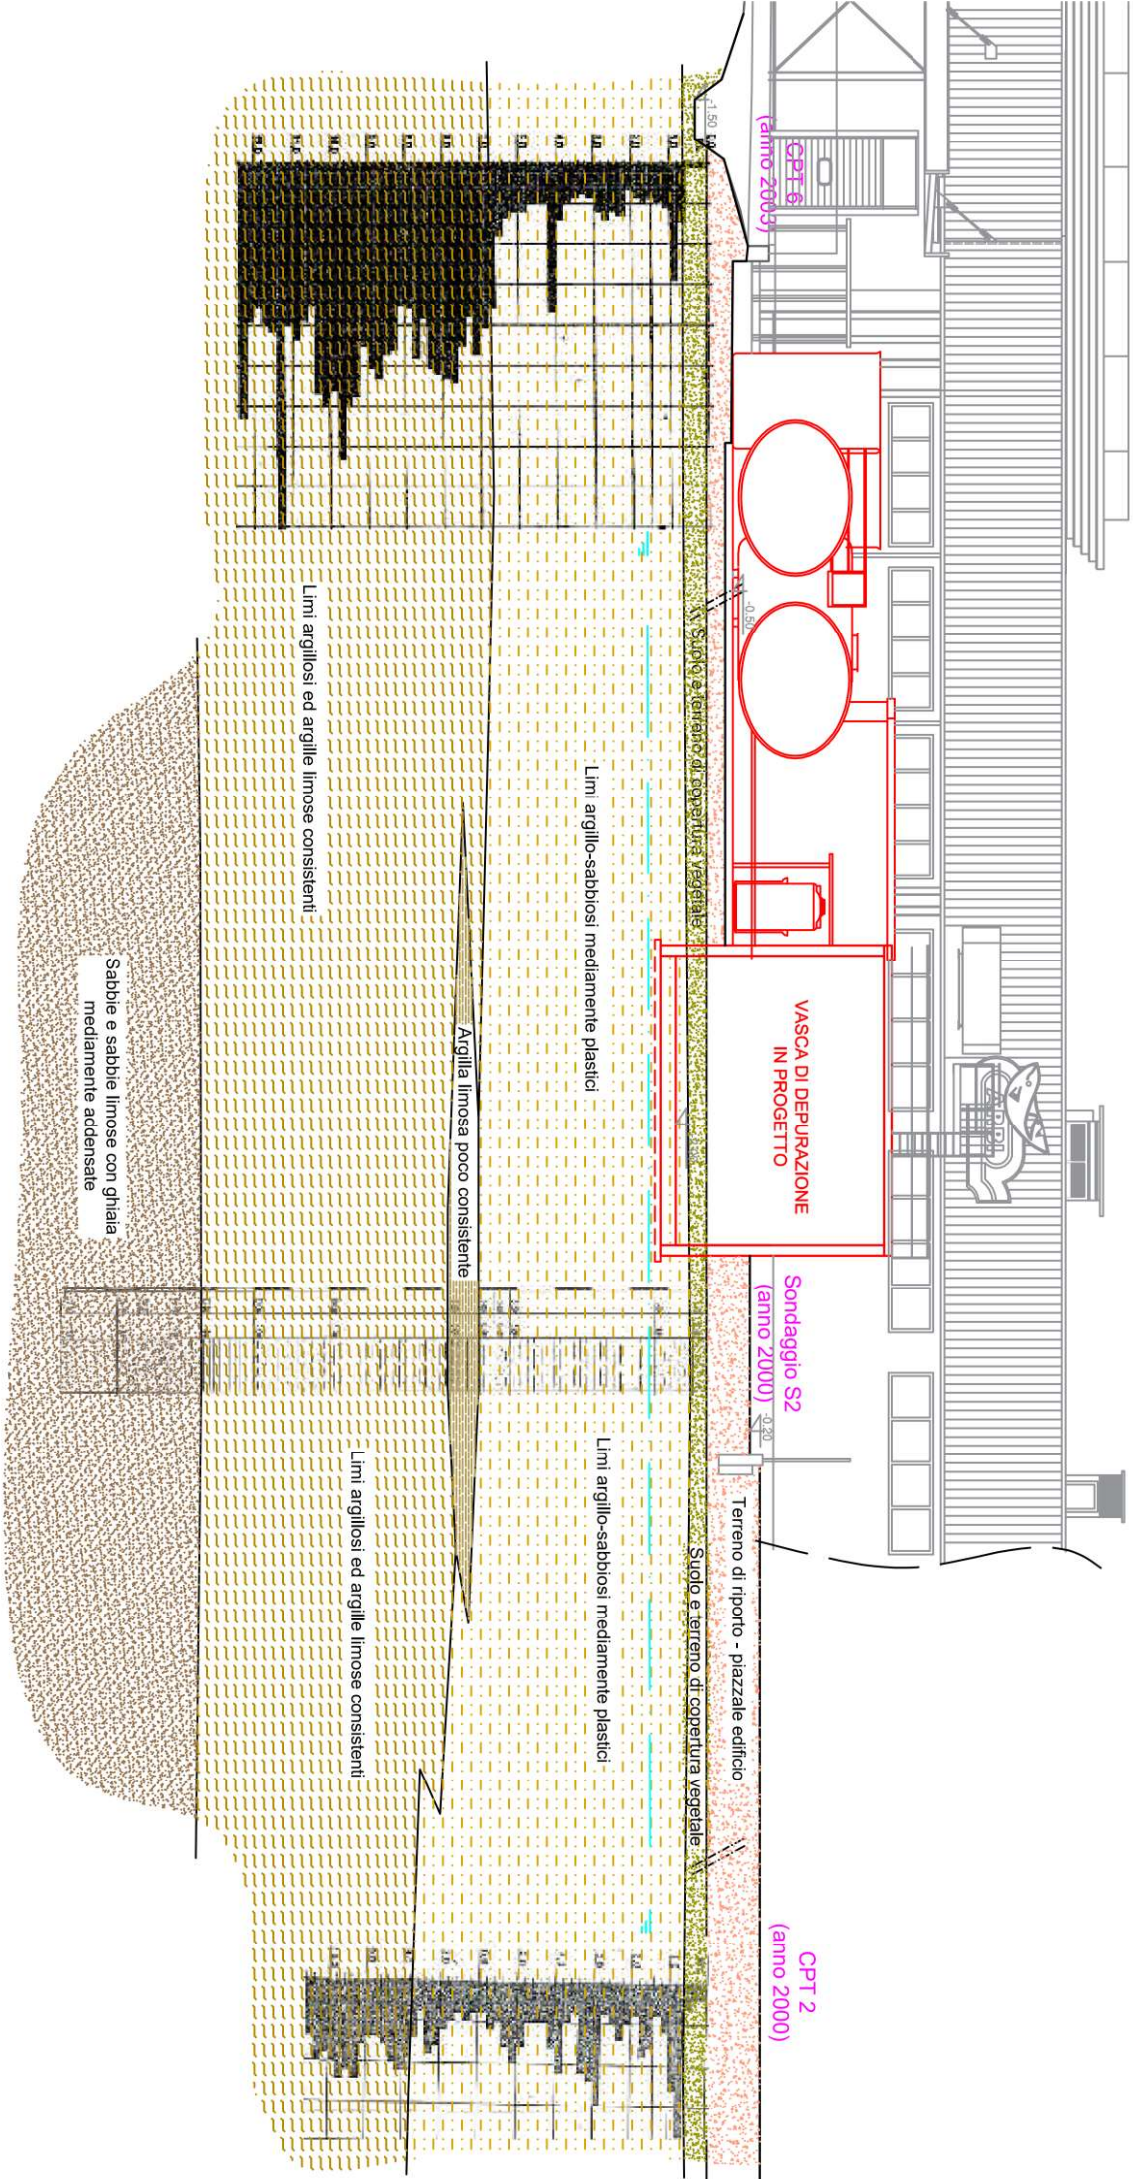 CPT 6
(anno 2003)
-1.50
-0.50
VASCA DI DEPURAZIONE
IN PROGETTO
Sondaggio S2
(anno 2000)
-0.20
CPT 2
(anno 2000)
Terreno di riporto - piazzale edificio
Suolo e terreno di copertura vegetale
Suolo e terreno di copertura vegetale
Limi argillo-sabbiosi mediamente plastici
Limi argillo-sabbiosi mediamente plastici
Argilla limosa poco consistente
Limi argillosi ed argille limose consistenti
Limi argillosi ed argille limose consistenti
Sabbie e sabbie limose con ghiaia
mediamente addensate